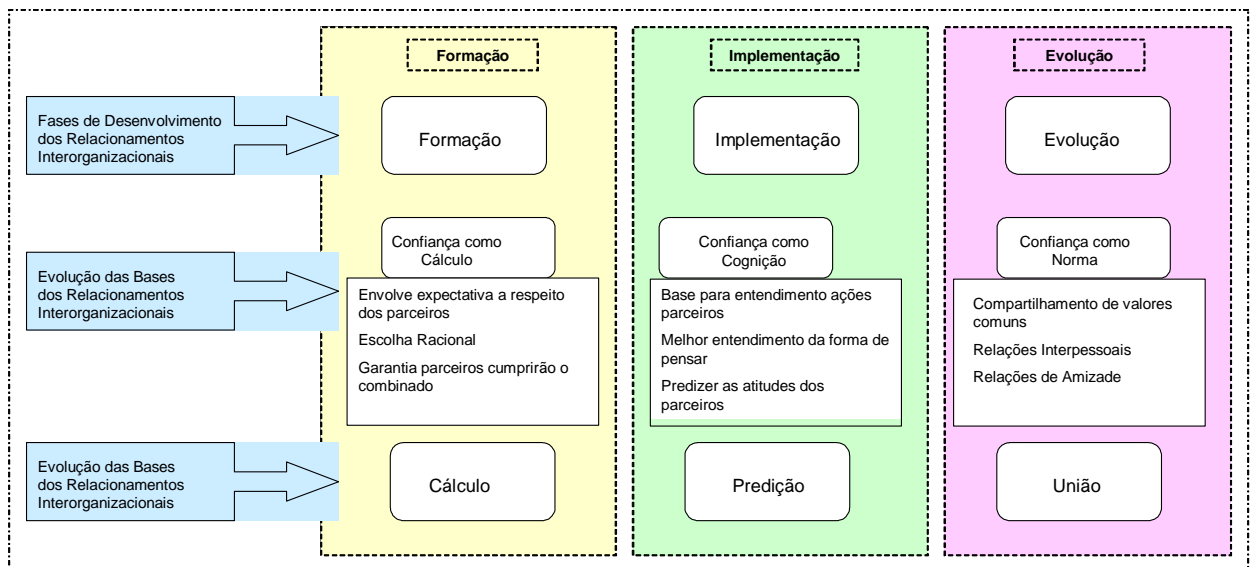 Formação
Implementação
Evolução
Fases de Desenvolvimento
dos Relacionamentos
Interorganizacionais
Formação
Implementação
Evolução
Evolução das Bases
dos Relacionamentos
Interorganizacionais
Confiança como
Cálculo
Envolve expectativa a respeito
dos parceiros
Escolha Racional
Garantia parceiros cumprirão o
combinado
Confiança como
Cognição
Base para entendimento ações
parceiros
Melhor entendimento da forma de
pensar
Predizer as atitudes dos
parceiros
Confiança como
Norma
Compartilhamento de valores
comuns
Relações Interpessoais
Relações de Amizade
Evolução das Bases
dos Relacionamentos
Interorganizacionais
Cálculo
Predição
União